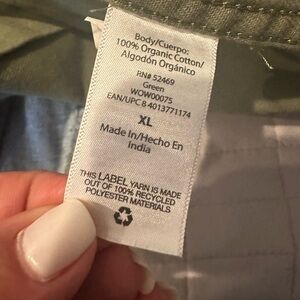 Body/Cuerpo:
100% Organic Cotton/
Algodón Orgánico
RN# 52469
Green
WOW00075
EAN/UPC 8 4013771174
XL
Made In/Hecho En
India
THIS LABEL YARN IS MADE
OUT OF 100% RECYCLED
POLYESTER MATERIALS